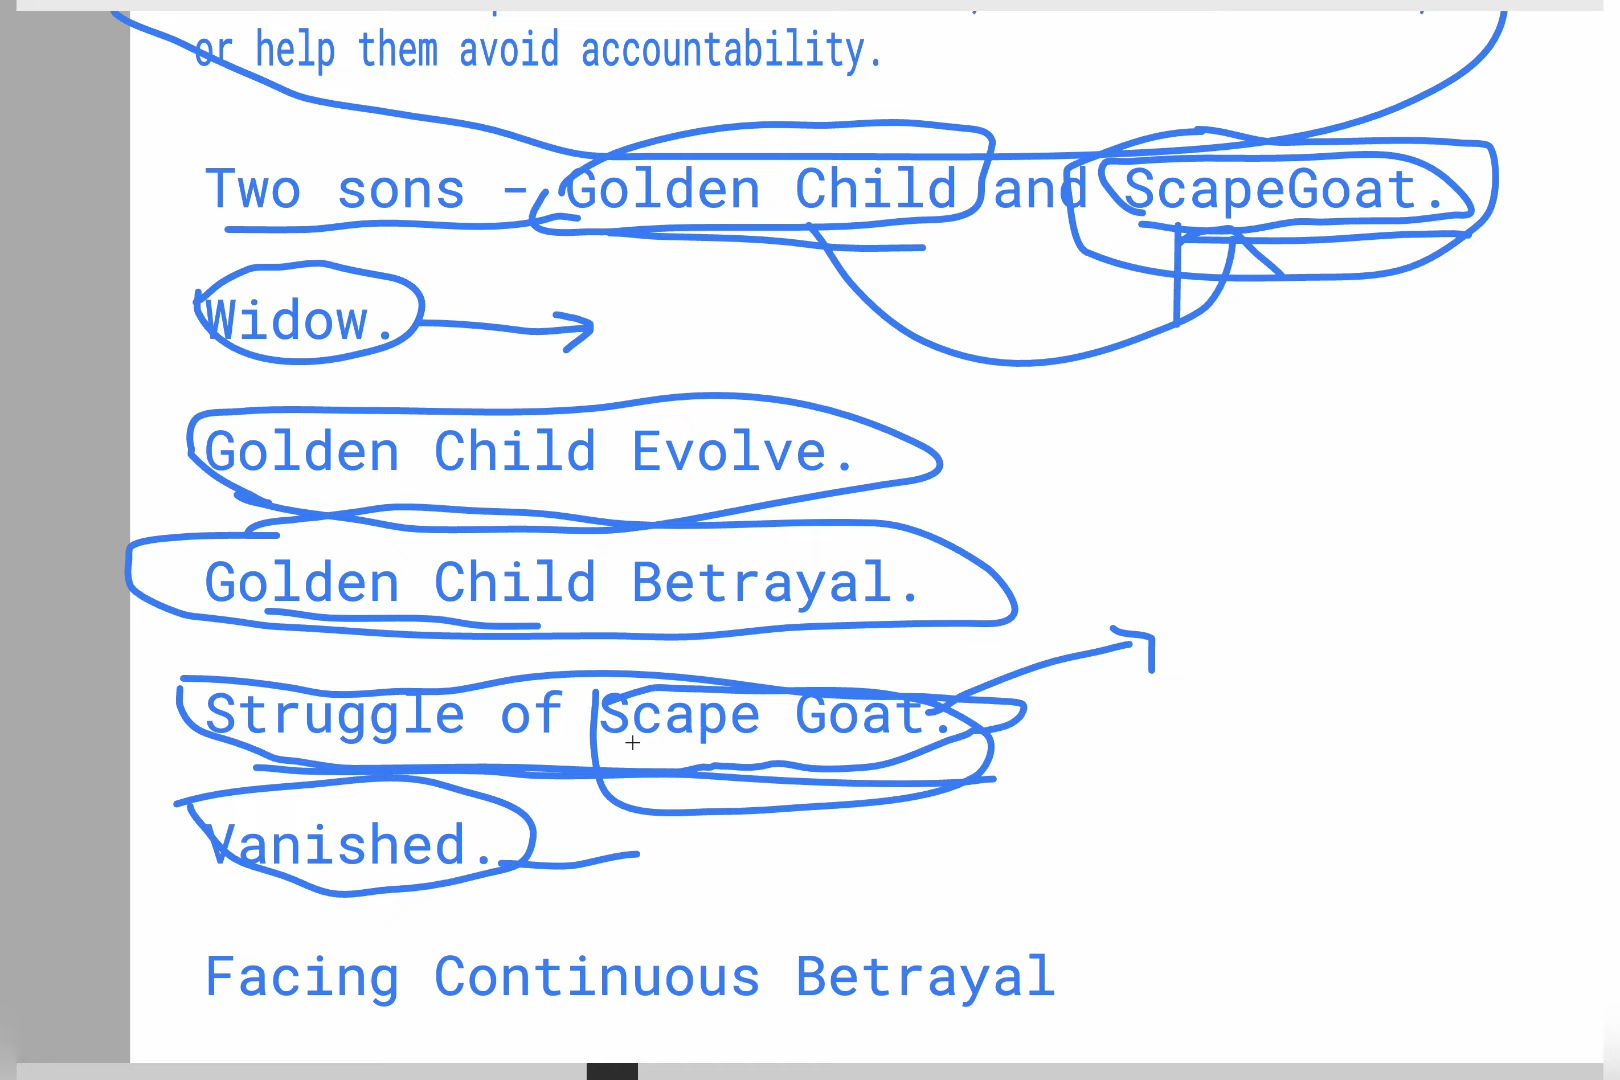 or help them avoid accountability.
Two sons - Golden Child and ScapeGoat.
Widow.
Golden Child Evolve.
Golden Child Betrayal.
Struggle of Scape Goat.
Vanished.
Facing Continuous Betrayal